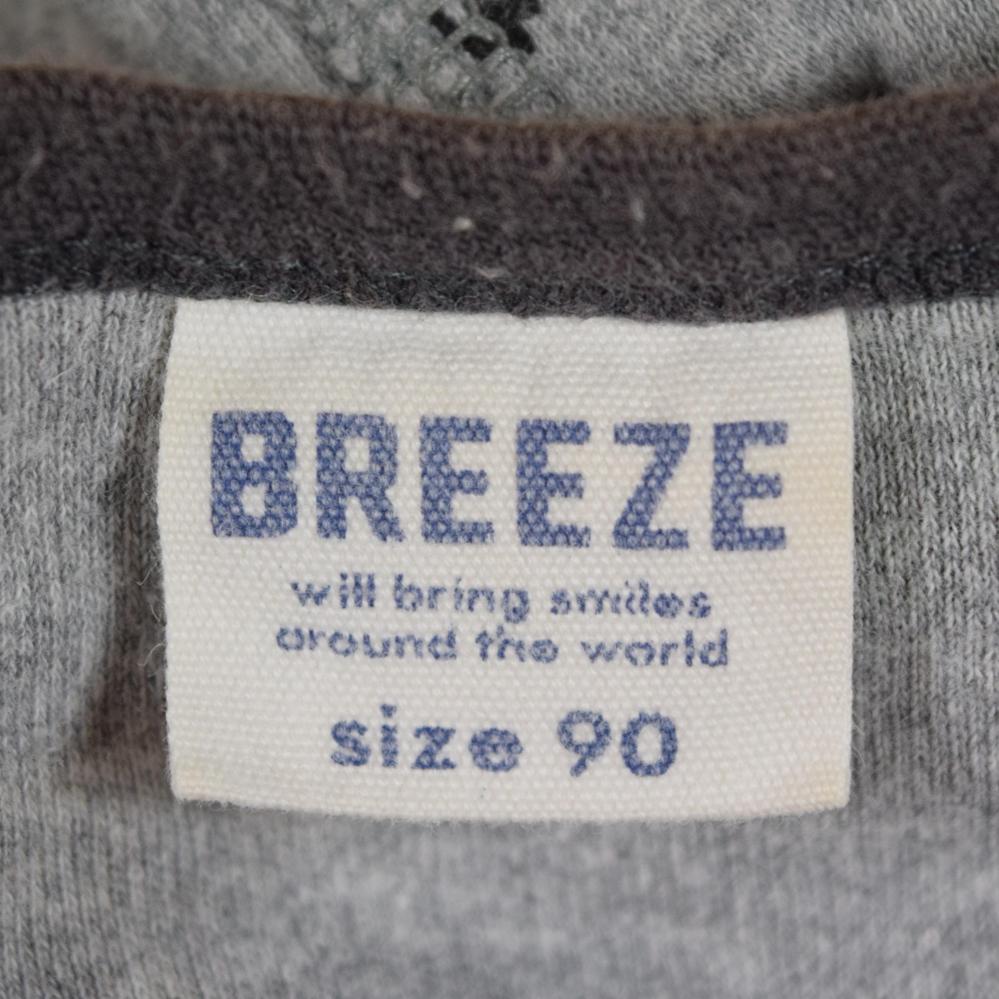 BREEZE
will bring smiles
around the world
size 90